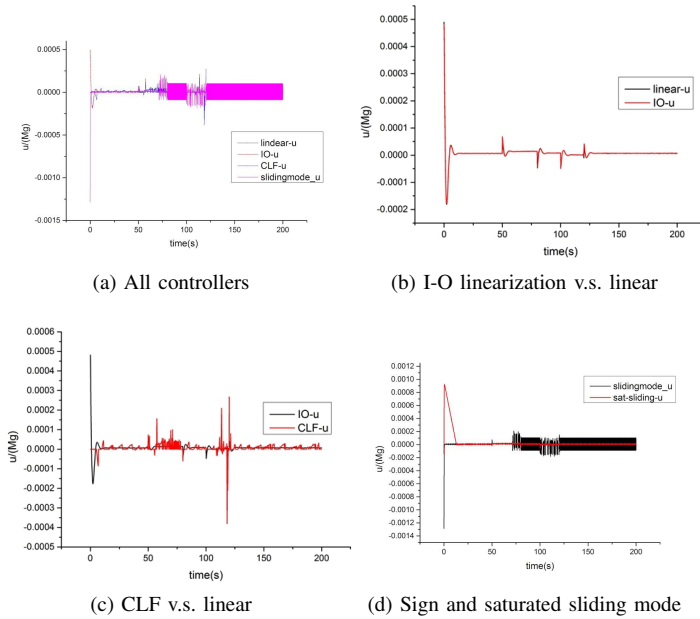 0.0005
0.0000
-0.0005
-0.0010
-0.0015
u/(Mg)
lindear-u
IO-u
CLF-u
slidingmode_u
0
50
100
150
200
time(s)
(a) All controllers
0.0005
0.0004
0.0003
0.0002
0.0001
0.0000
-0.0001
-0.0002
u/(Mg)
linear-u
IO-u
0
50
100
150
200
time(s)
(b) I-O linearization v.s. linear
0.0006
0.0005
0.0004
0.0003
0.0002
0.0001
0.0000
-0.0001
-0.0002
-0.0003
-0.0004
-0.0005
u/(Mg)
IO-u
CLF-u
0
50
100
150
200
time(s)
(c) CLF v.s. linear
0.0012
0.0010
0.0008
0.0006
0.0004
0.0002
0.0000
-0.0002
-0.0004
-0.0006
-0.0008
-0.0010
-0.0012
-0.0014
u/(Mg)
slidingmode_u
sat-sliding-u
0
50
100
150
200
time(s)
(d) Sign and saturated sliding mode